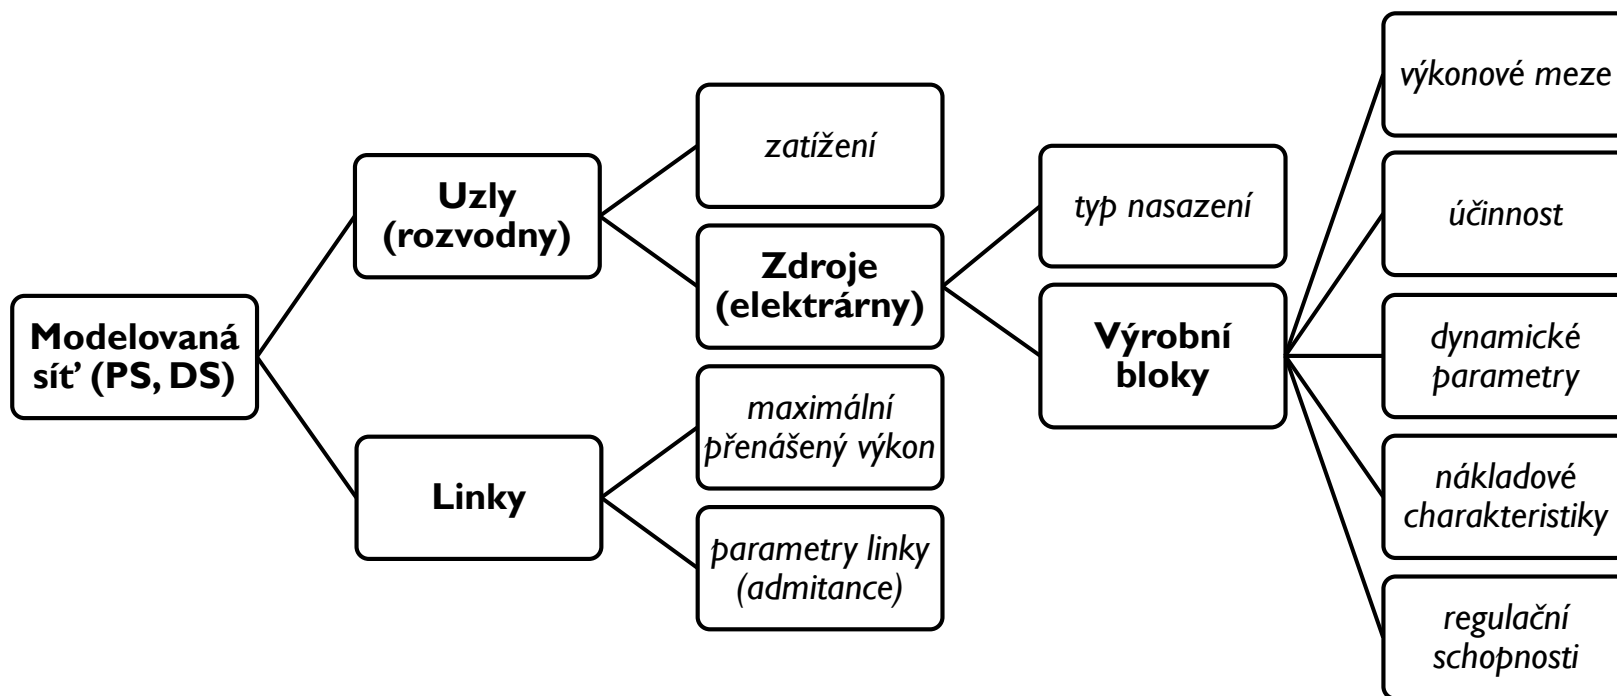 Modelovaná
síť (PS, DS)
Uzly
(rozvodny)
Linky
zatížení
Zdroje
(elektrárny)
maximální
přenášený výkon
parametry linky
(admitance)
typ nasazení
Výrobní
bloky
výkonové meze
účinnost
dynamické
parametry
nákladové
charakteristiky
regulační
schopnosti